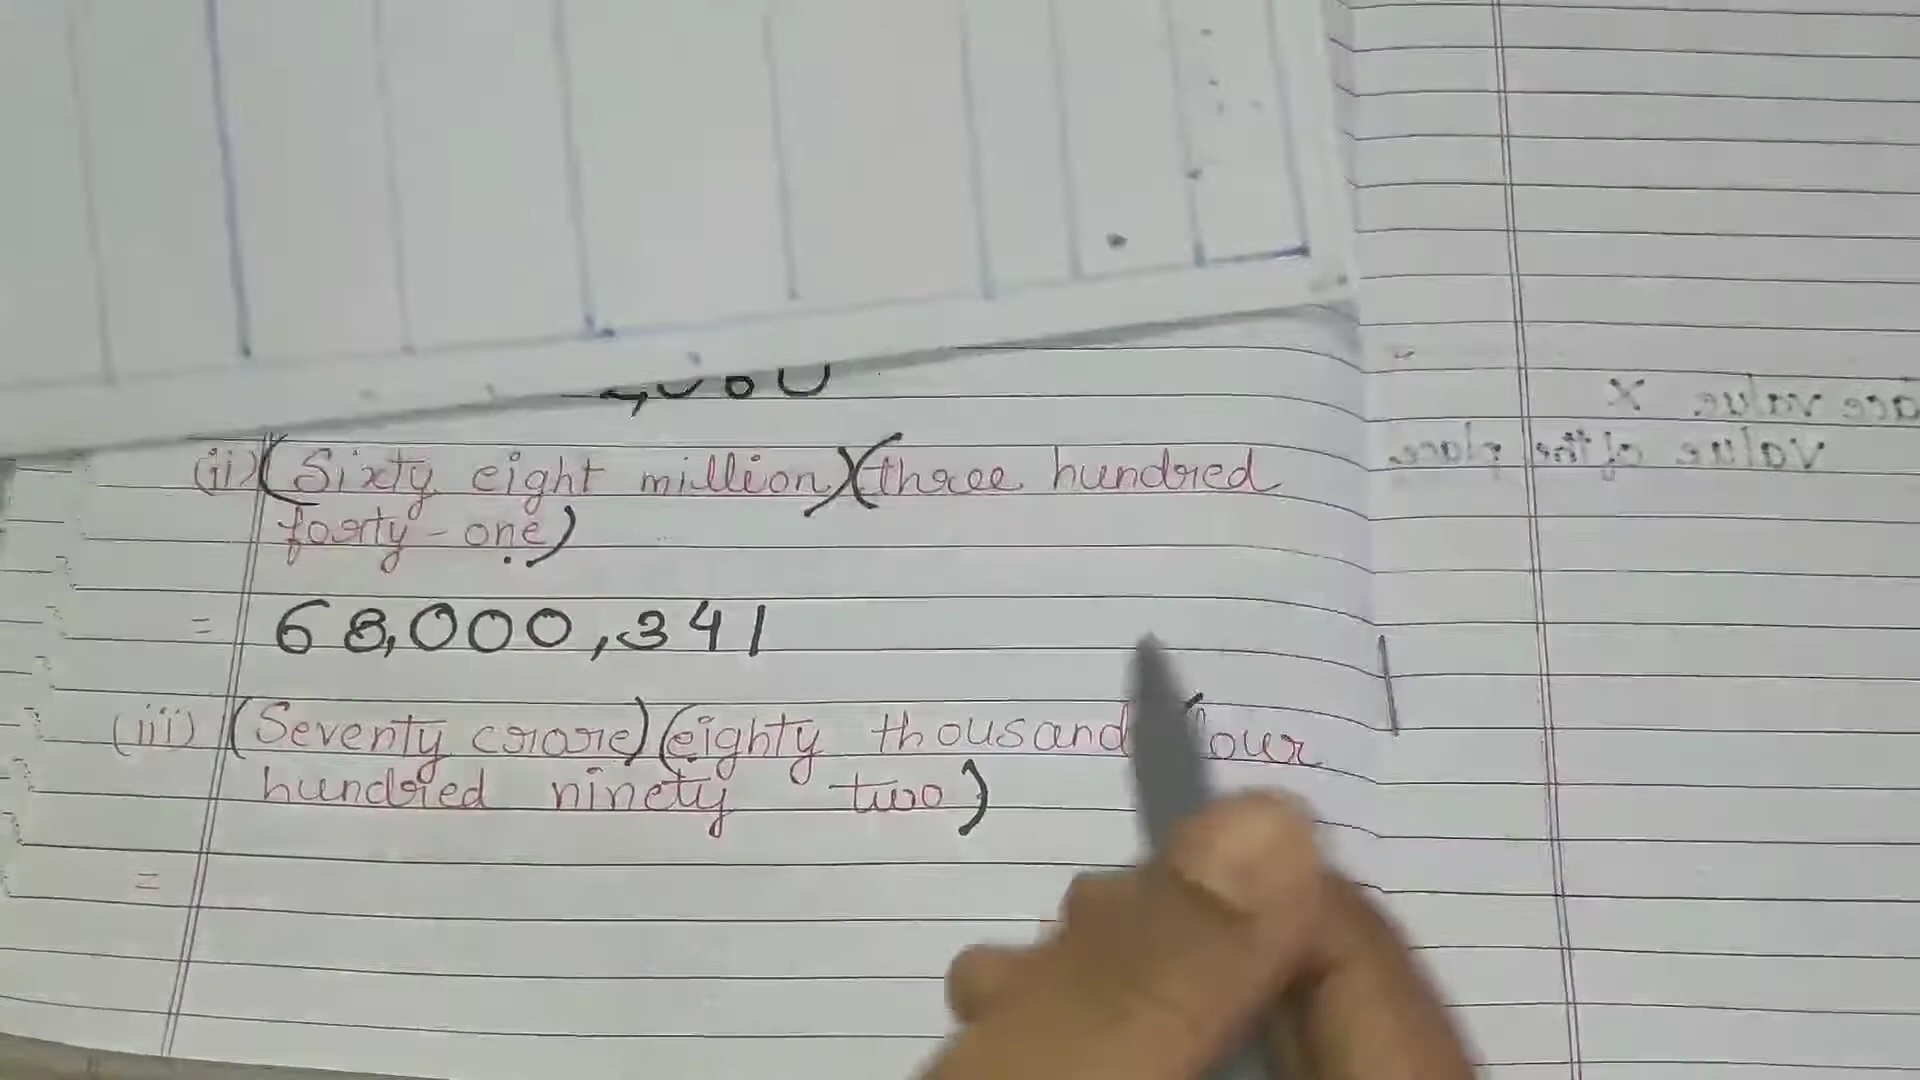 (ii) (Sixty eight million) (three hundred
forty-one)
= 68,000,341
(iii) (Seventy crore) (eighty thousand) (four
hundred ninety two)
=